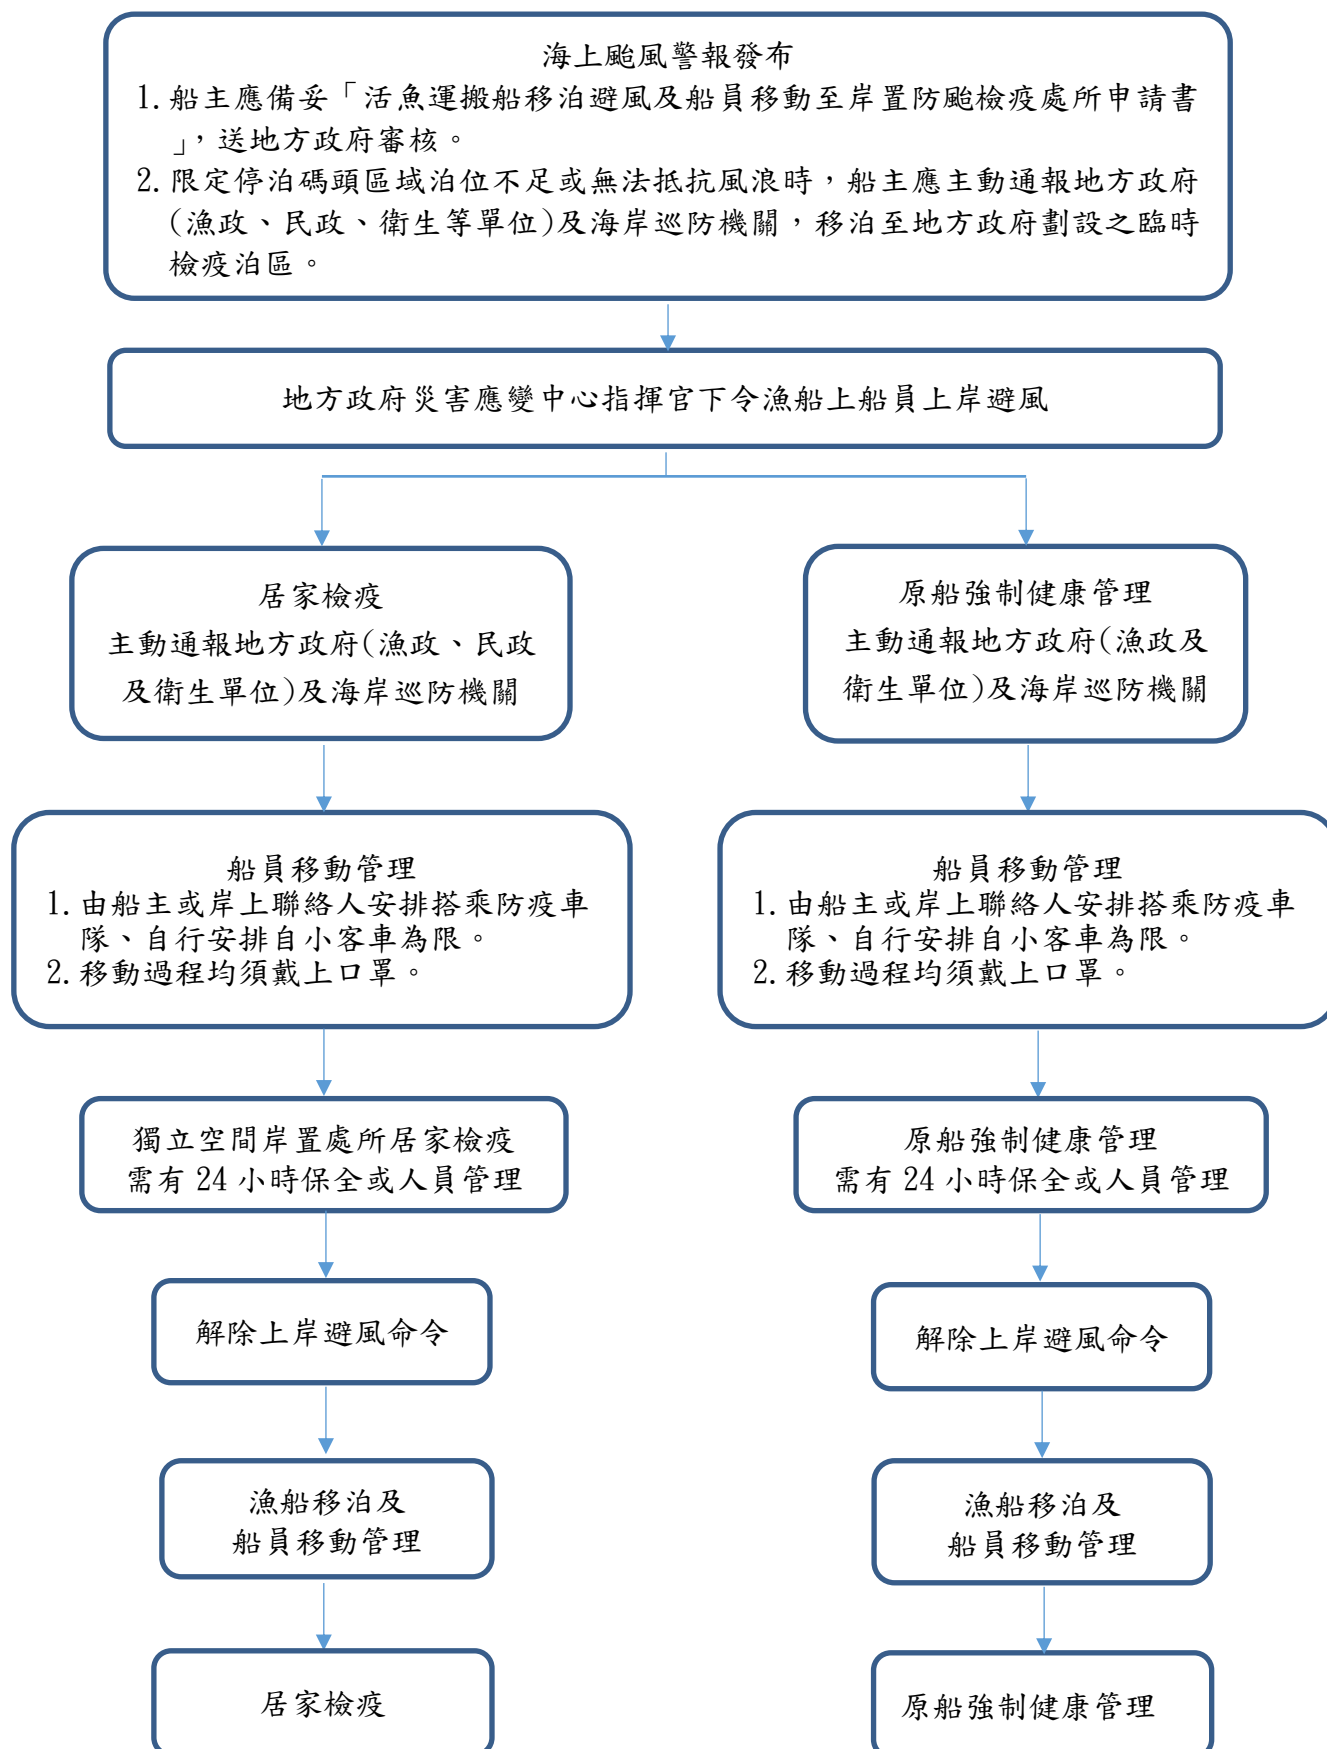 海上颱風警報發布
1.船主應備妥「活魚運搬船移泊避風及船員移動至岸置防颱檢疫處所申請書
」，送地方政府審核。
2.限定停泊碼頭區域泊位不足或無法抵抗風浪時，船主應主動通報地方政府
(漁政、民政、衛生等單位)及海岸巡防機關，移泊至地方政府劃設之臨時
檢疫泊區。
地方政府災害應變中心指揮官下令漁船上船員上岸避風
居家檢疫
主動通報地方政府(漁政、民政
及衛生單位)及海岸巡防機關
原船強制健康管理
主動通報地方政府(漁政及
衛生單位)及海岸巡防機關
船員移動管理
1.由船主或岸上聯絡人安排搭乘防疫車
隊、自行安排自小客車為限。
2.移動過程均須戴上口罩。
船員移動管理
1.由船主或岸上聯絡人安排搭乘防疫車
隊、自行安排自小客車為限。
2.移動過程均須戴上口罩。
獨立空間岸置處所居家檢疫
需有 24 小時保全或人員管理
原船強制健康管理
需有 24 小時保全或人員管理
解除上岸避風命令
解除上岸避風命令
漁船移泊及
船員移動管理
漁船移泊及
船員移動管理
居家檢疫
原船強制健康管理